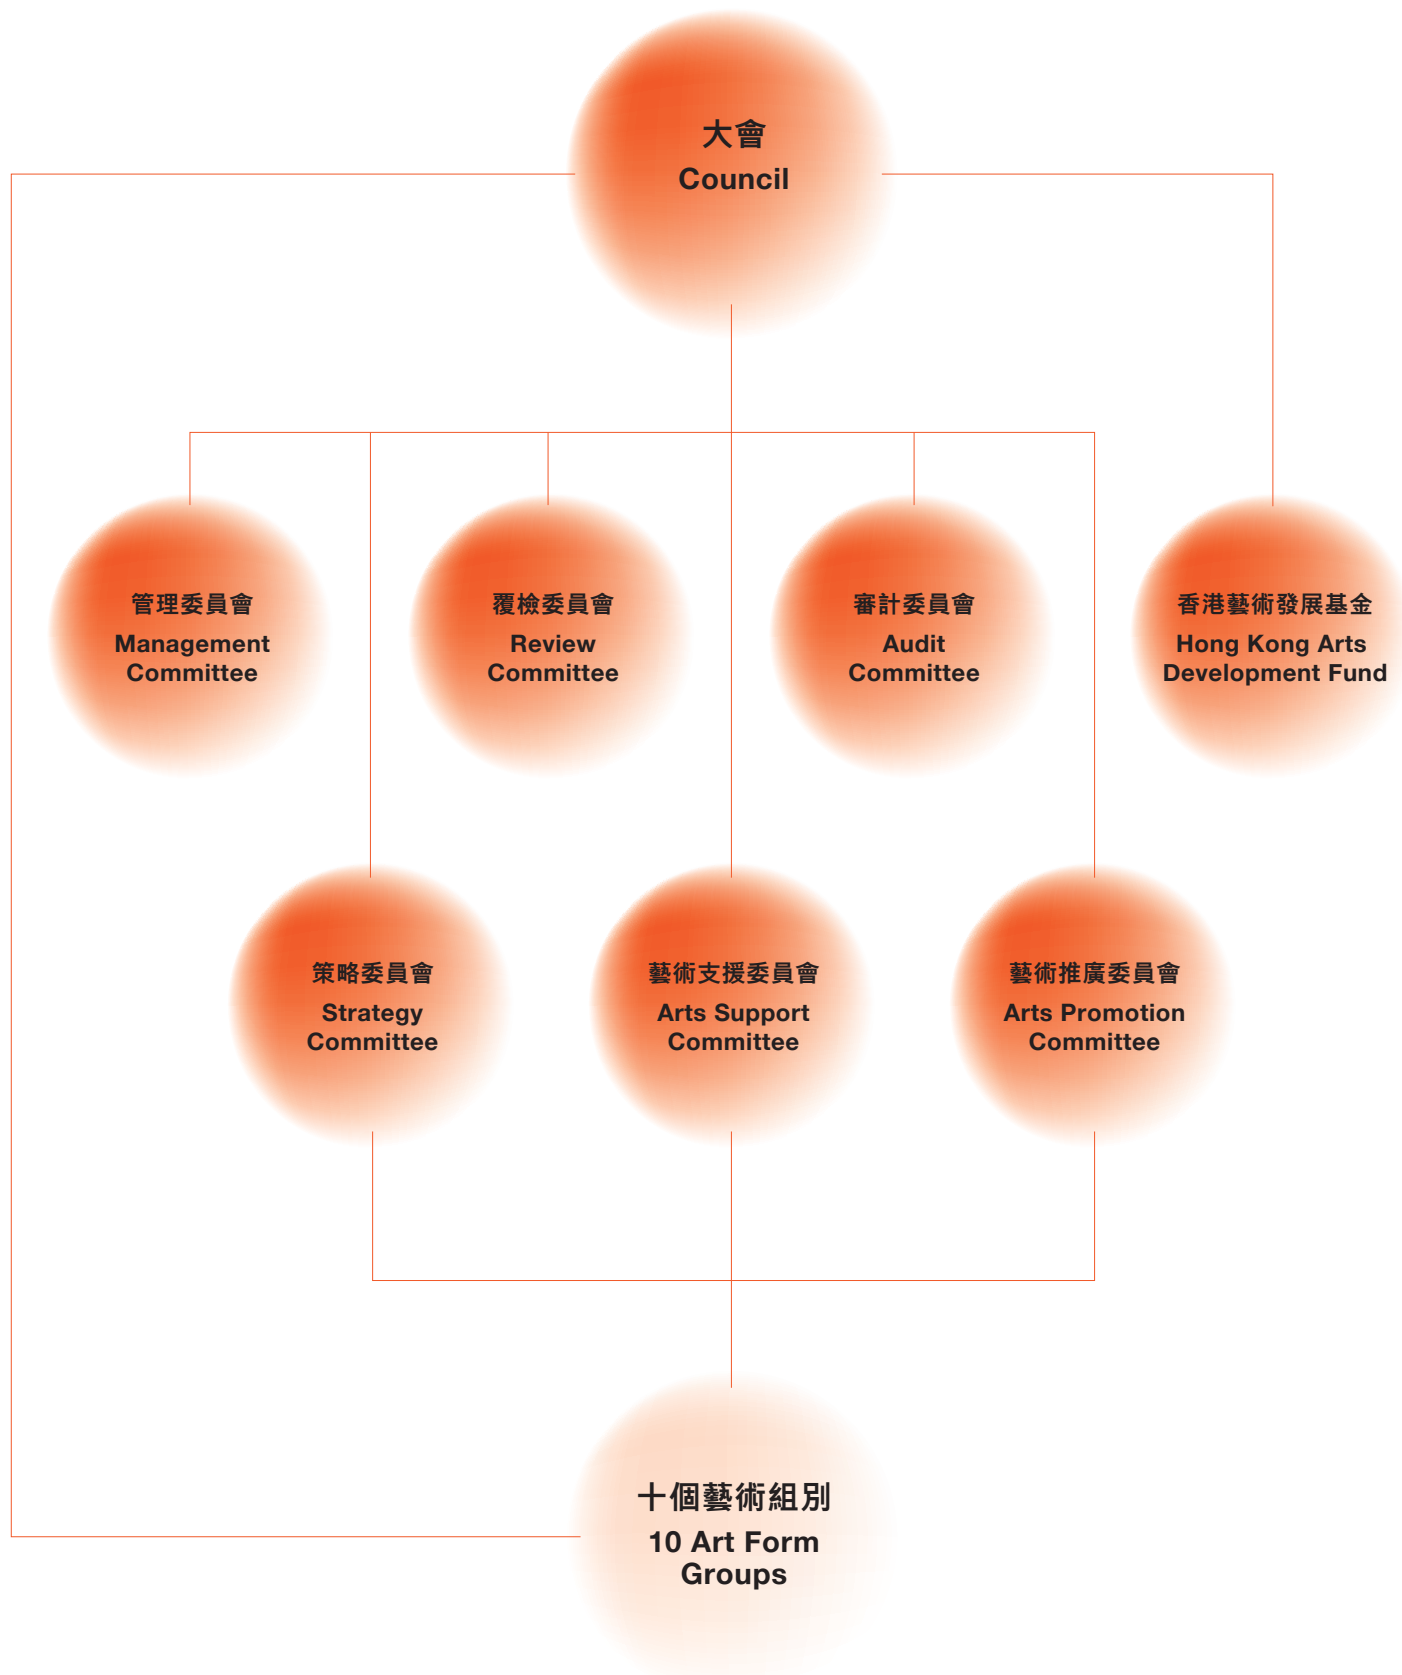 大會
Council
管理委員會
Management
Committee
覆檢委員會
Review
Committee
審計委員會
Audit
Committee
香港藝術發展基金
Hong Kong Arts
Development Fund
策略委員會
Strategy
Committee
藝術支援委員會
Arts Support
Committee
藝術推廣委員會
Arts Promotion
Committee
十個藝術組別
10 Art Form
Groups